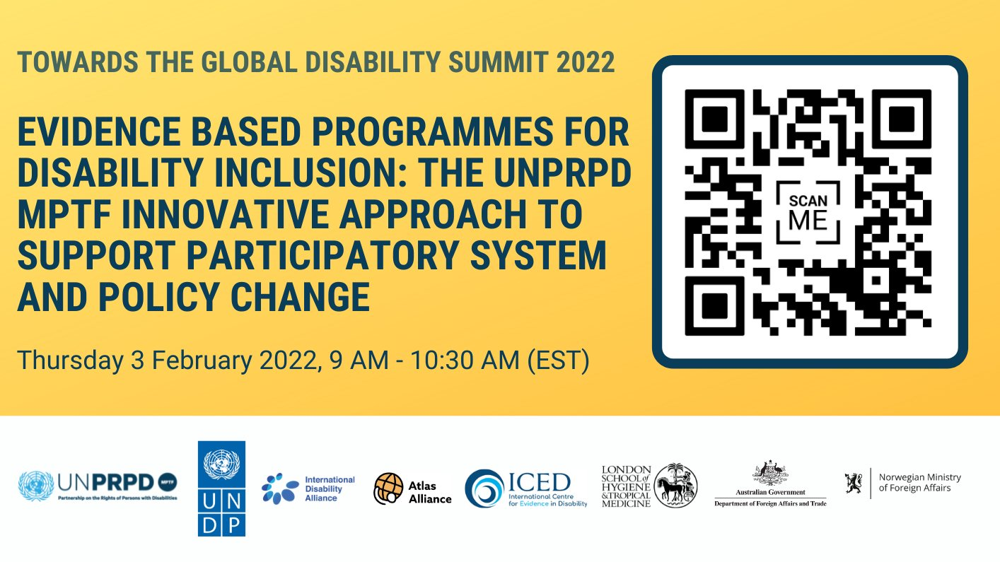 TOWARDS THE GLOBAL DISABILITY SUMMIT 2022
EVIDENCE BASED PROGRAMMES FOR
DISABILITY INCLUSION: THE UNPRPD
MPTF INNOVATIVE APPROACH TO
SUPPORT PARTICIPATORY SYSTEM
AND POLICY CHANGE
Thursday 3 February 2022, 9 AM - 10:30 AM (EST)
SCAN
ME
UNPRPD MPTF
Partnership on the Rights of Persons with Disabilities
UN
DP
International
Disability
Alliance
Atlas
Alliance
ICED
International Centre
for Evidence in Disability
LONDON
SCHOOL of
HYGIENE
&TROPICAL
MEDICINE
Australian Government
Department of Foreign Affairs and Trade
Norwegian Ministry
of Foreign Affairs